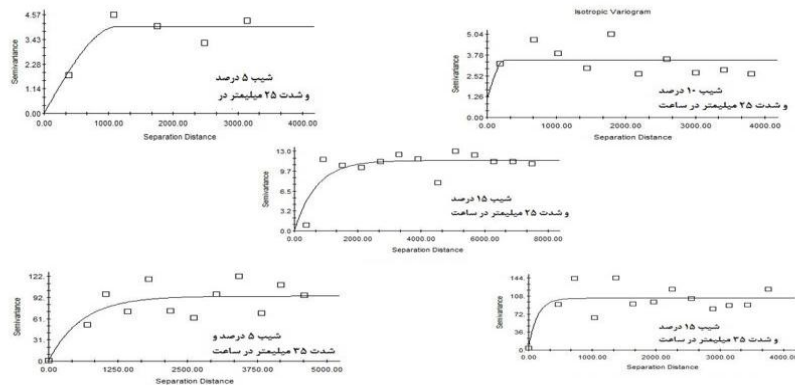 4.57
3.43
2.28
1.14
0.00
Semivariance
0.00 1000.00 2000.00 3000.00 4000.00
Separation Distance
شیب ۵ درصد
و شدت ۲۵ میلیمتر در
Isotropic Variogram
5.04
3.78
2.52
1.26
0.00
Semivariance
0.00 1000.00 2000.00 3000.00 4000.00
Separation Distance
شیب ۱۰ درصد
و شدت ۲۵ میلیمتر در ساعت
13.0
9.7
6.5
3.2
0.0
Semivariance
0.00 2000.00 4000.00 6000.00 8000.00
Separation Distance
شیب ۱۵ درصد
و شدت ۲۵ میلیمتر در ساعت
122.
92.
61.
31.
0.
Semivariance
0.00 1250.00 2500.00 3750.00 5000.00
Separation Distance
شیب ۵ درصد و
شدت ۳۵ میلیمتر در ساعت
144.
108.
72.
36.
0.
Semivariance
0.00 1000.00 2000.00 3000.00 4000.00
Separation Distance
شیب ۱۵ درصد
و شدت ۳۵ میلیمتر در ساعت